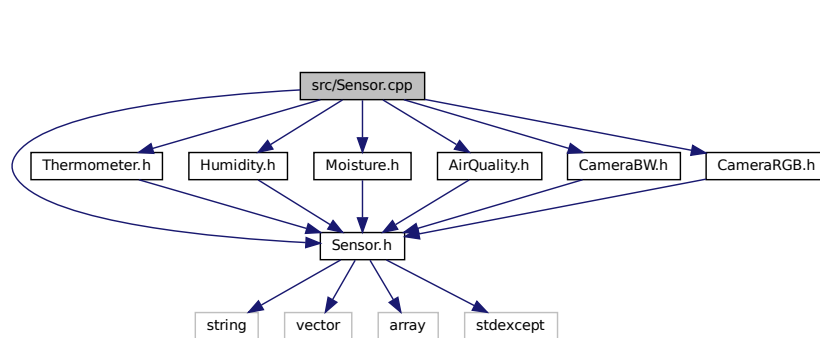 src/Sensor.cpp
Thermometer.h
Humidity.h
Moisture.h
AirQuality.h
CameraBW.h
CameraRGB.h
Sensor.h
string
vector
array
stdexcept